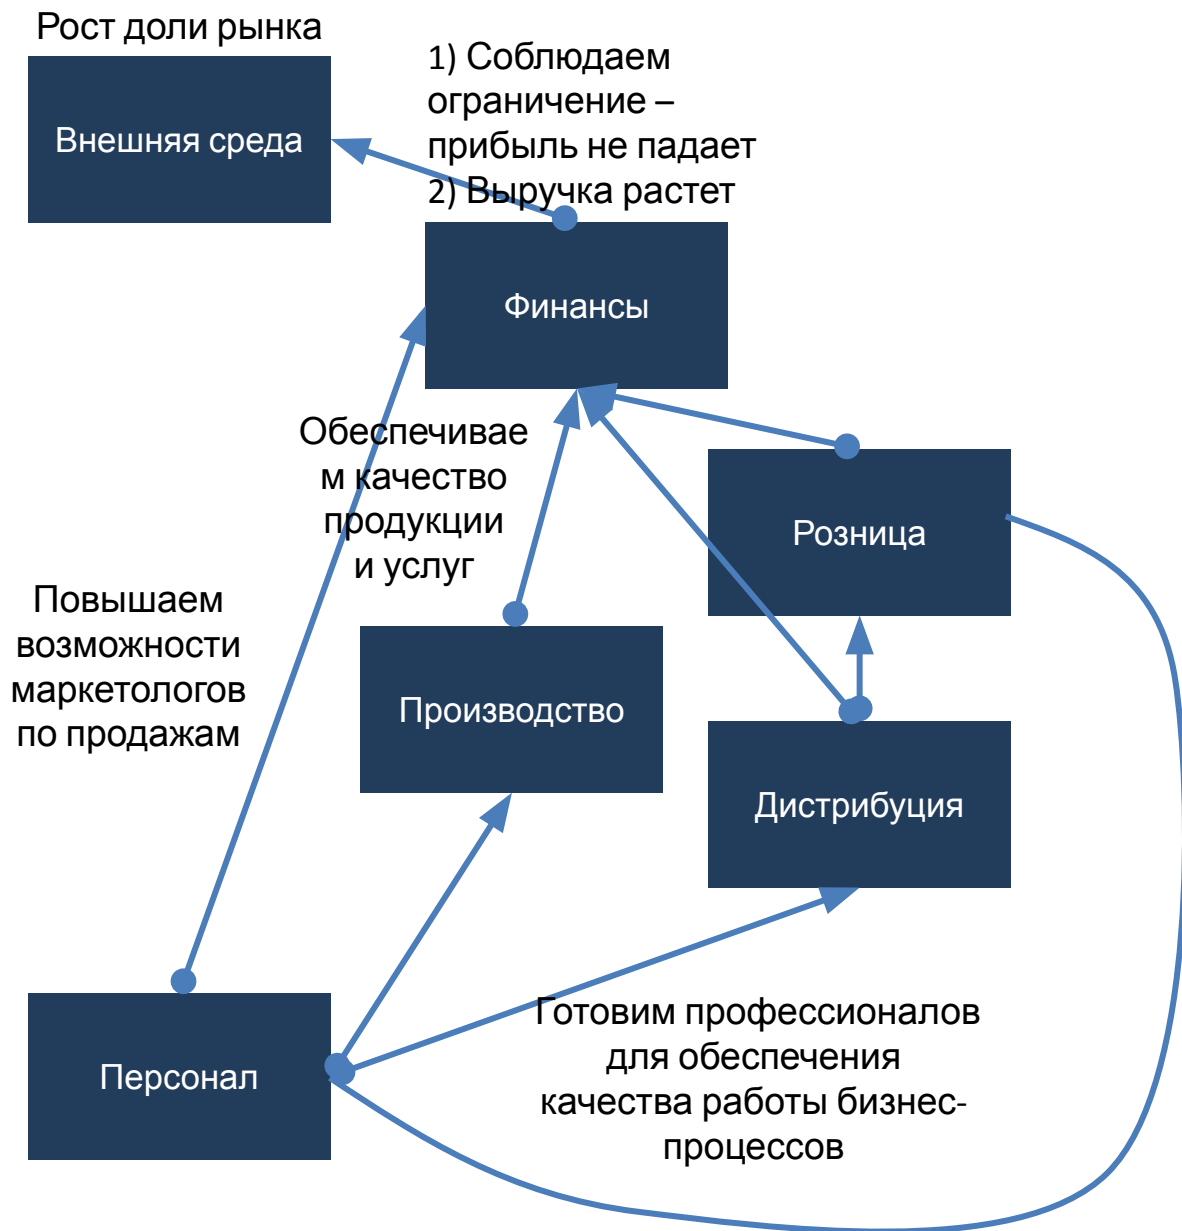 Рост доли рынка
Внешняя среда
1) Соблюдаем
ограничение –
прибыль не падает
2) Выручка растет
Финансы
Обеспечивае
м качество
продукции
и услуг
Розница
Повышаем
возможности
маркетологов
по продажам
Производство
Дистрибуция
Готовим профессионалов
для обеспечения
качества работы бизнес-
процессов
Персонал